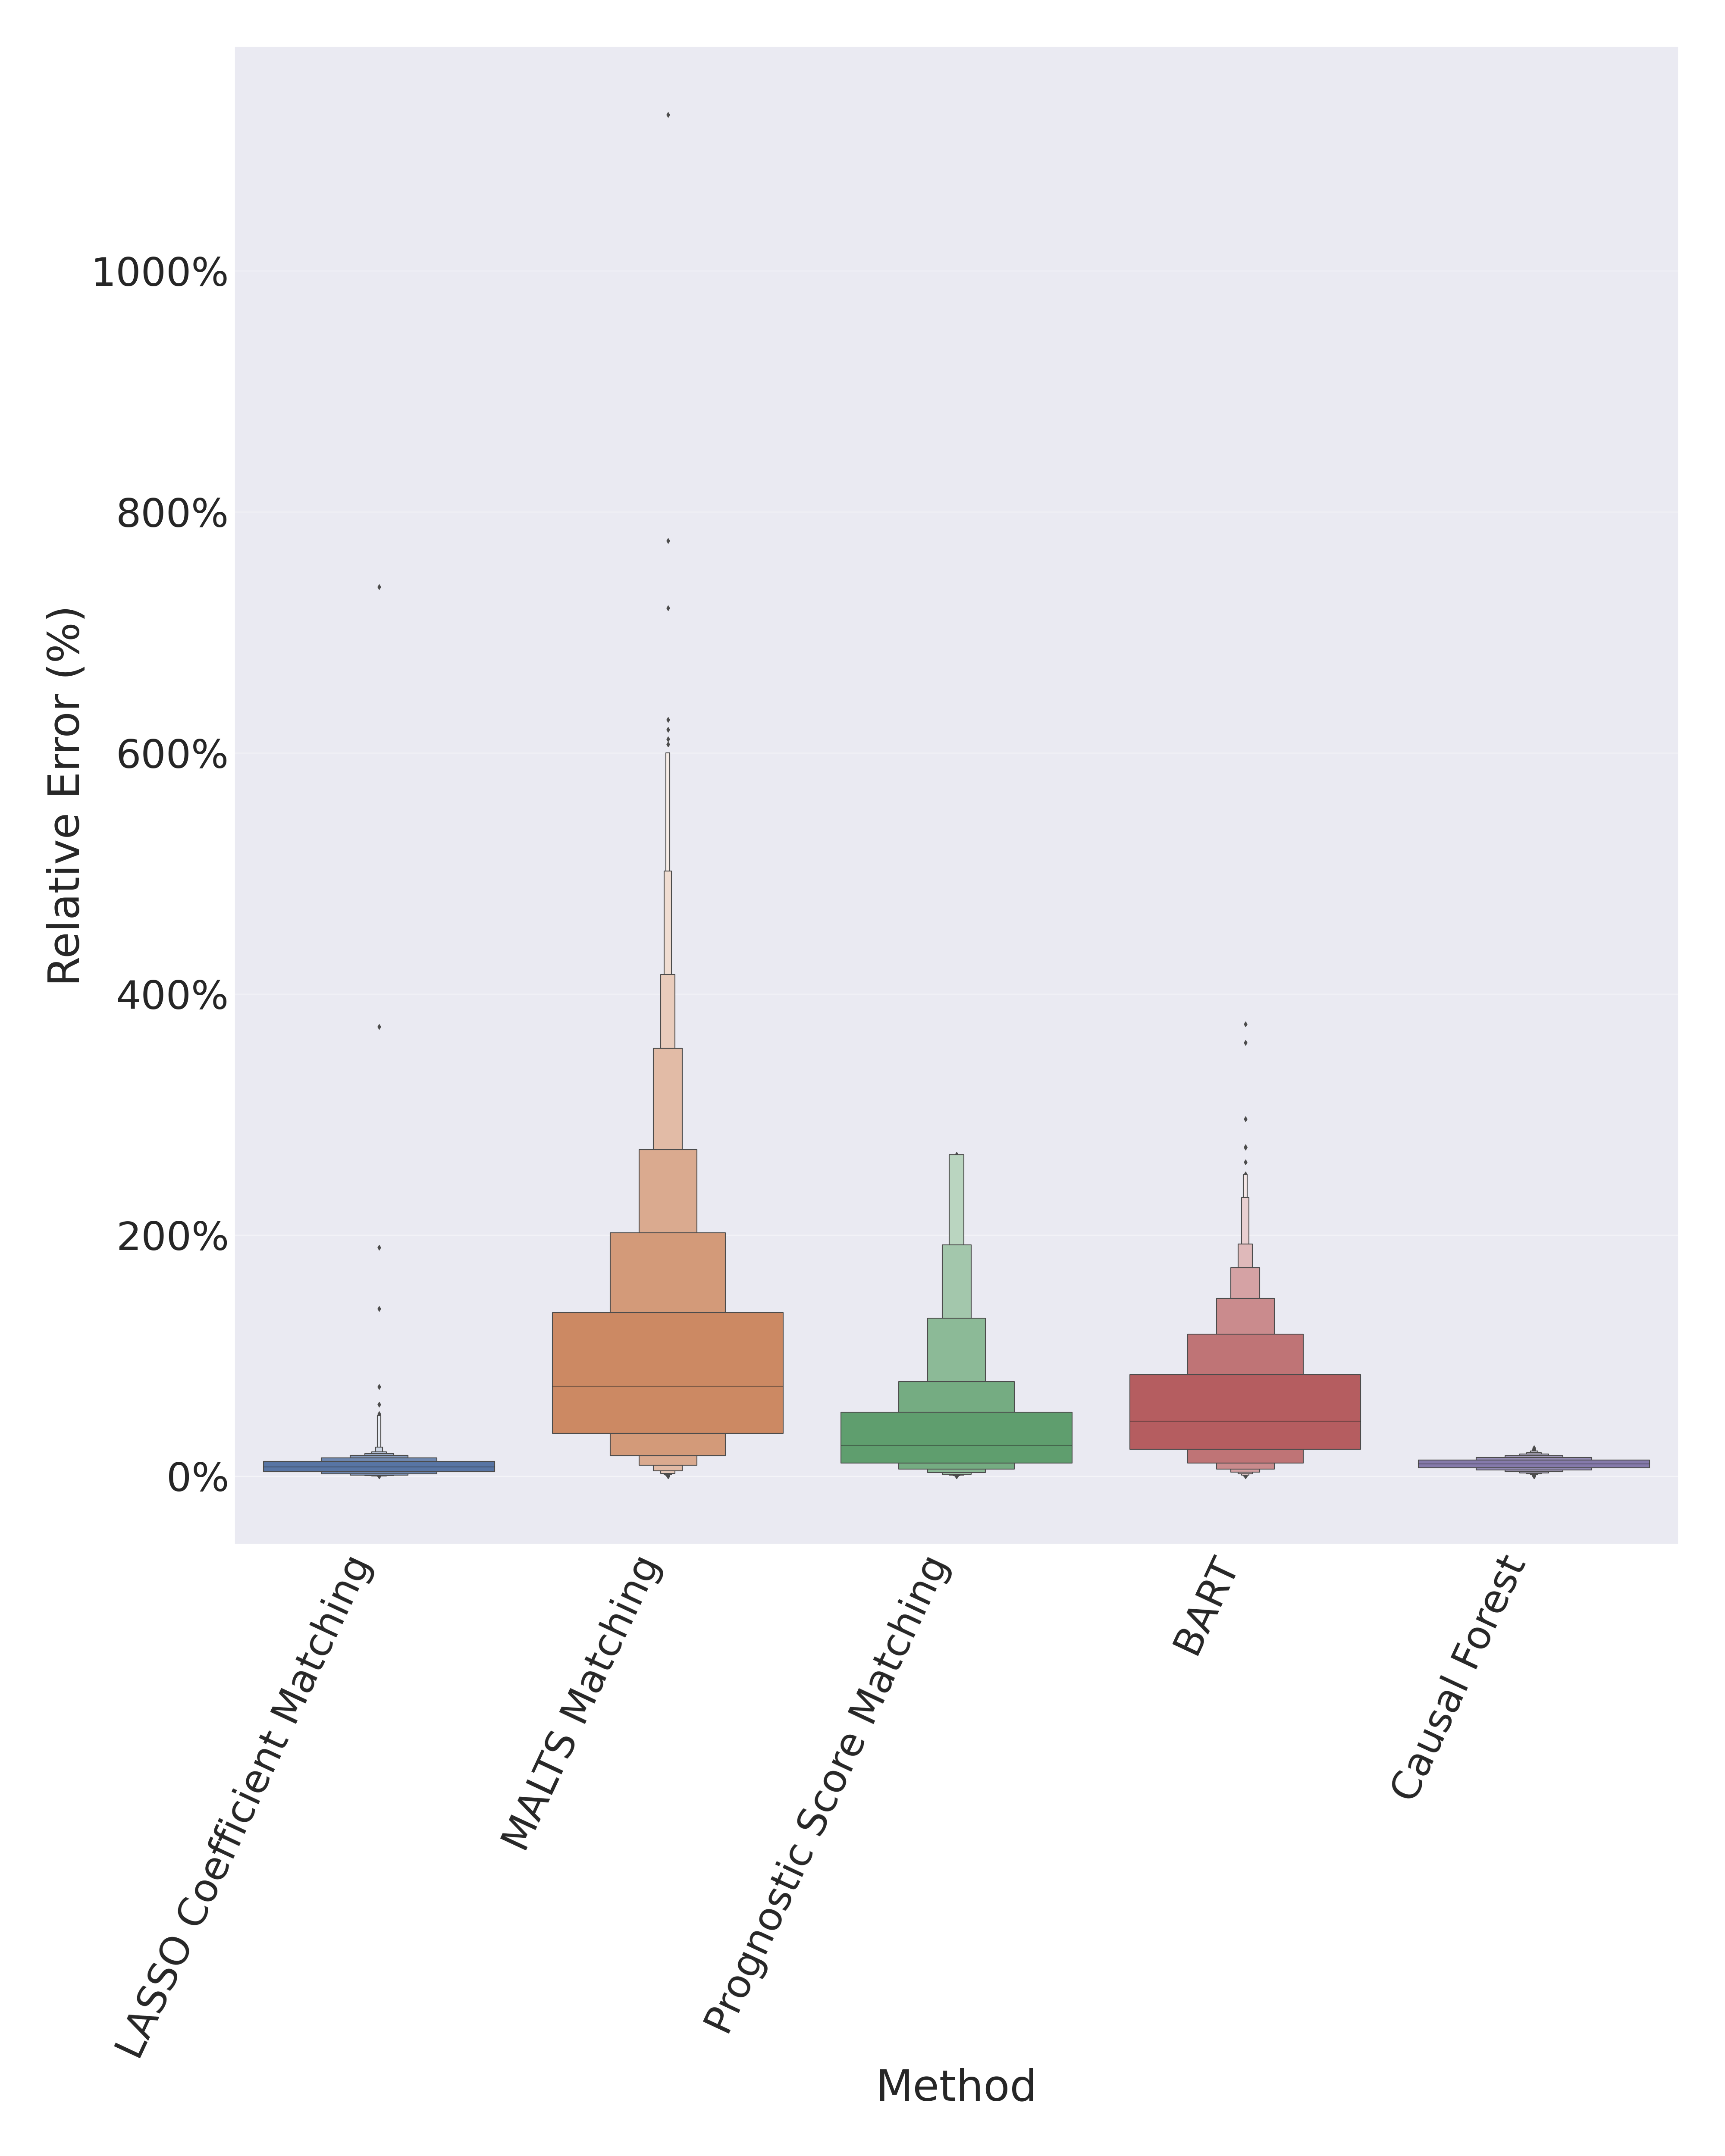 1000%
800%
600%
400%
200%
0%
Relative Error (%)
LASSO Coefficient Matching
MALTS Matching
Prognostic Score Matching
BART
Causal Forest
Method